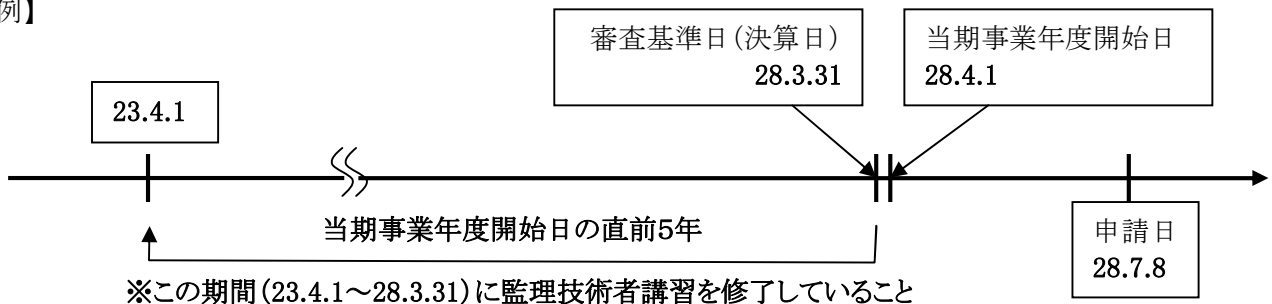 例】
審査基準日(決算日)
28.3.31
当期事業年度開始日
28.4.1
23.4.1
当期事業年度開始日の直前5年
申請日
28.7.8
※この期間(23.4.1～28.3.31)に監理技術者講習を修了していること